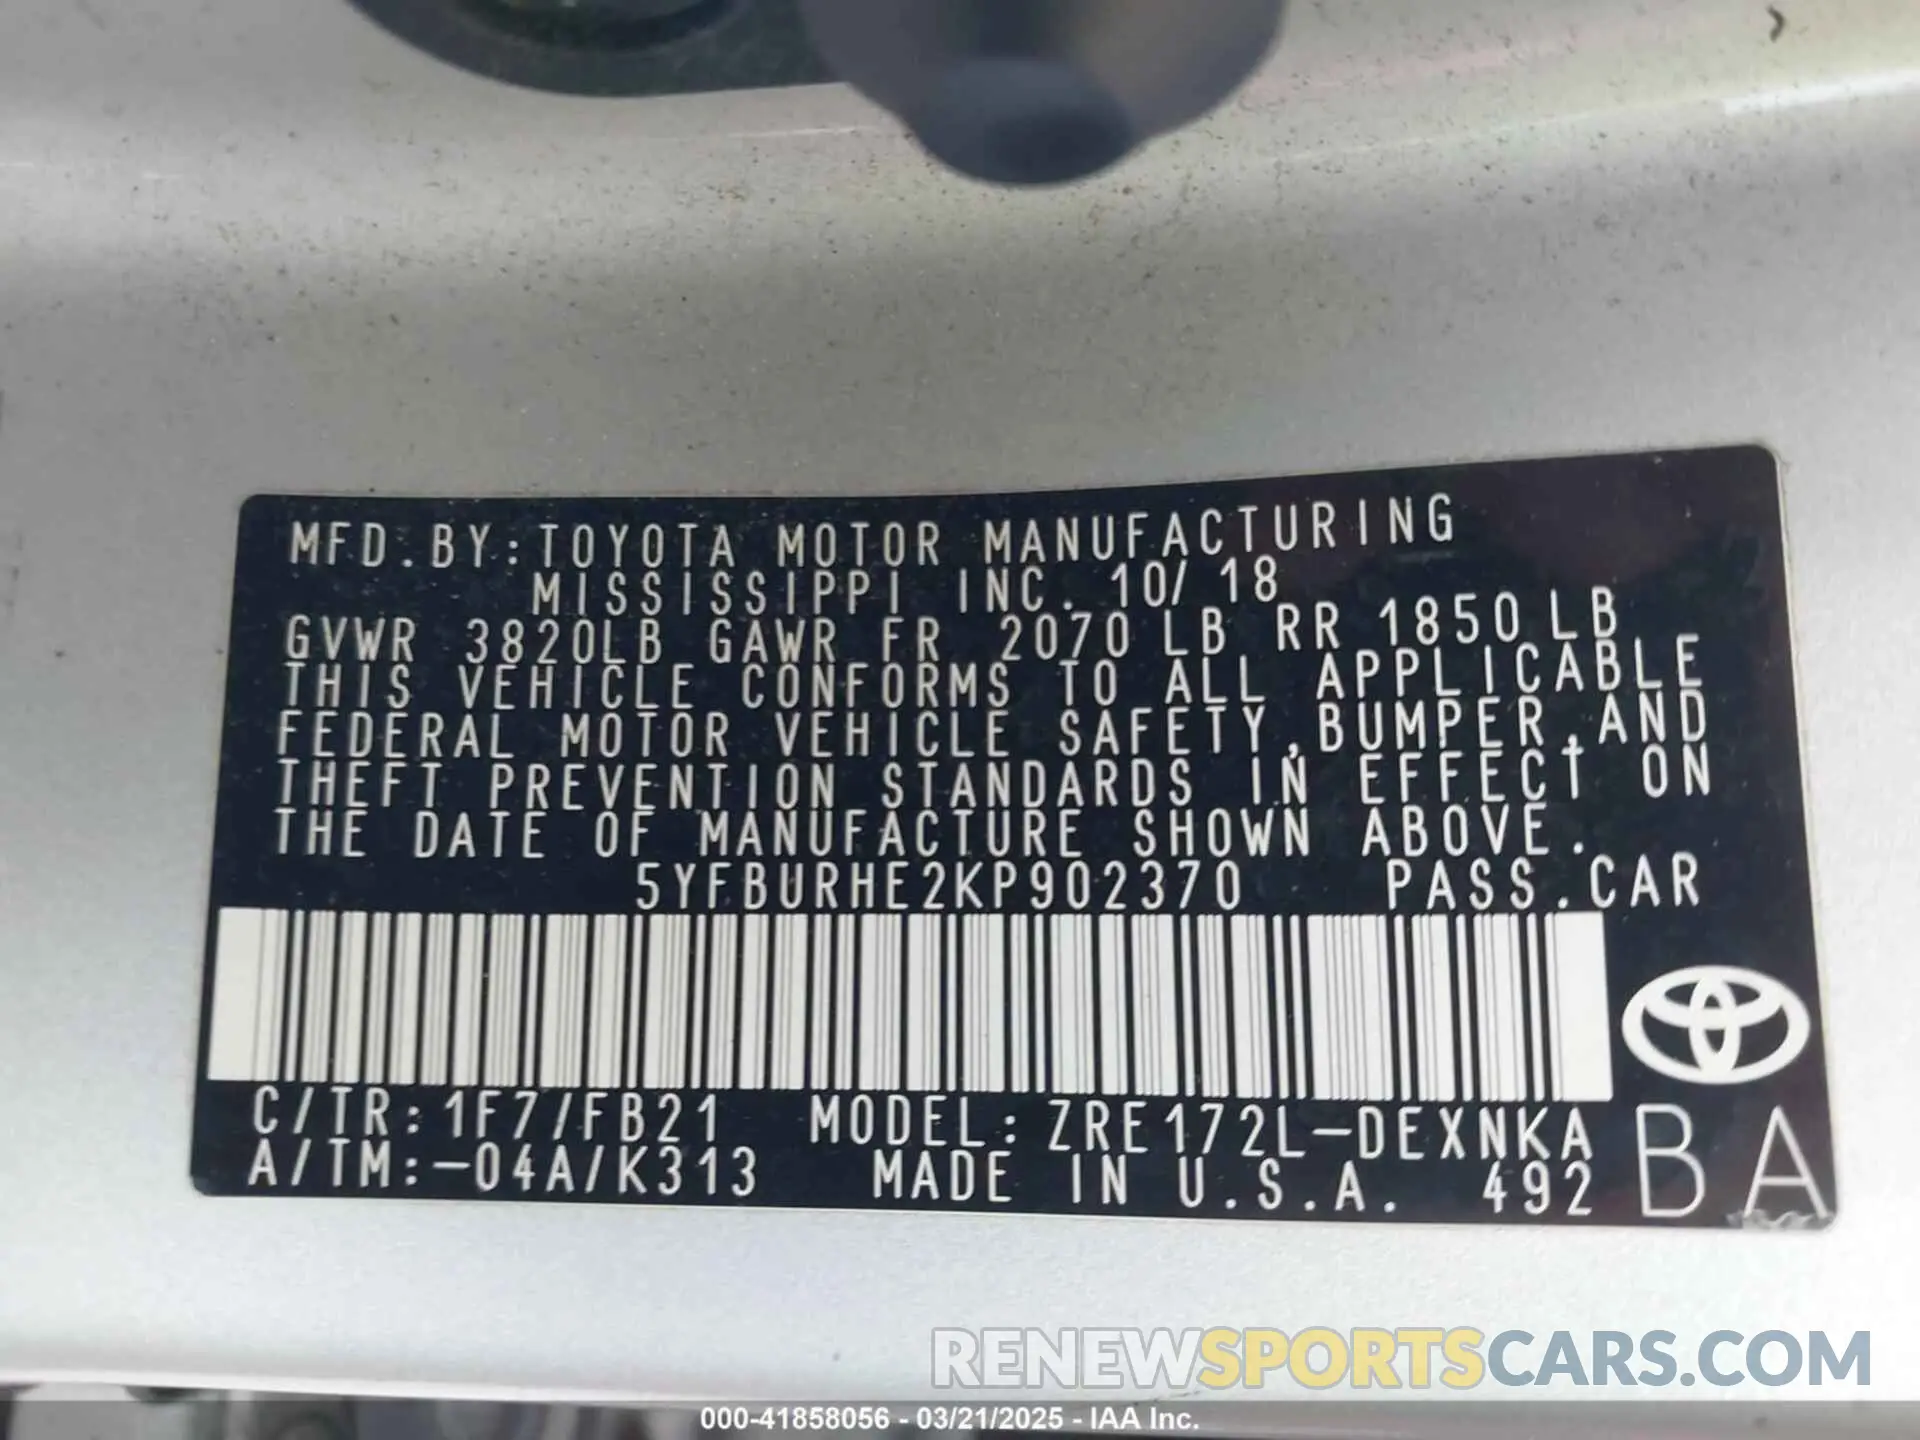 MFD.BY:TOYOTA MOTOR MANUFACTURING
MISSISSIPPI INC. 10/ 18
GVWR 3820LB GAWR FR 2070 LB RR 1850 LB
THIS VEHICLE CONFORMS TO ALL APPLICABLE
FEDERAL MOTOR VEHICLE SAFETY,BUMPER,AND
THEFT PREVENTION STANDARDS IN EFFECT ON
THE DATE OF MANUFACTURE SHOWN ABOVE.
5YFBURHE2KP902370 PASS.CAR
C/TR:1F7/FB21 MODEL:ZRE172L-DEXNKA
A/TM:-04A/K313 MADE IN U.S.A. 492
BA
RENEWSPORTSCARS.COM
000-41858056 - 03/21/2025 - IAA Inc.